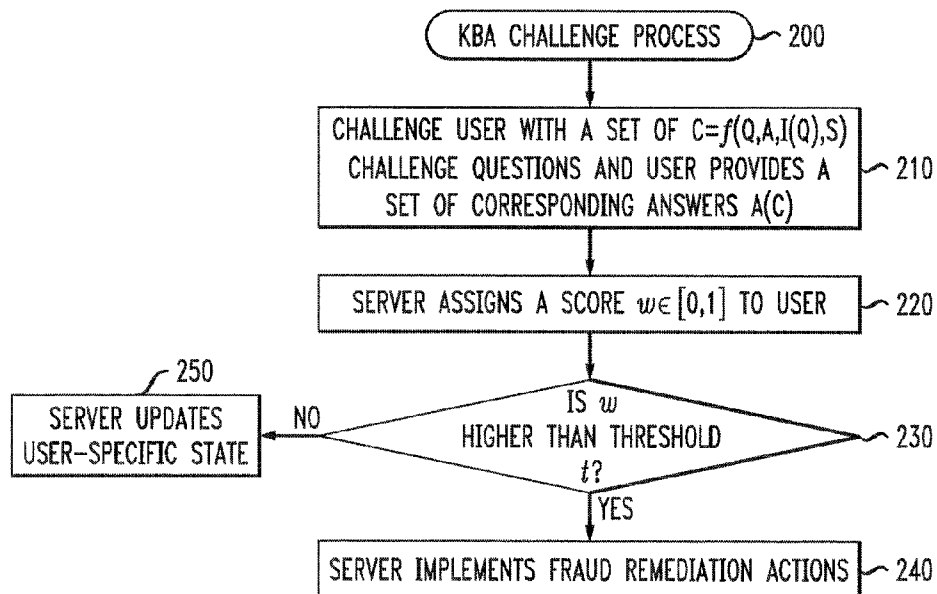 KBA CHALLENGE PROCESS
200
CHALLENGE USER WITH A SET OF C=f(Q,A,I(Q),S)
CHALLENGE QUESTIONS AND USER PROVIDES A
SET OF CORRESPONDING ANSWERS A(C)
210
SERVER ASSIGNS A SCORE w∈[0,1] TO USER
220
250
SERVER UPDATES
USER-SPECIFIC STATE
NO
IS w
HIGHER THAN THRESHOLD
t?
230
YES
SERVER IMPLEMENTS FRAUD REMEDIATION ACTIONS
240